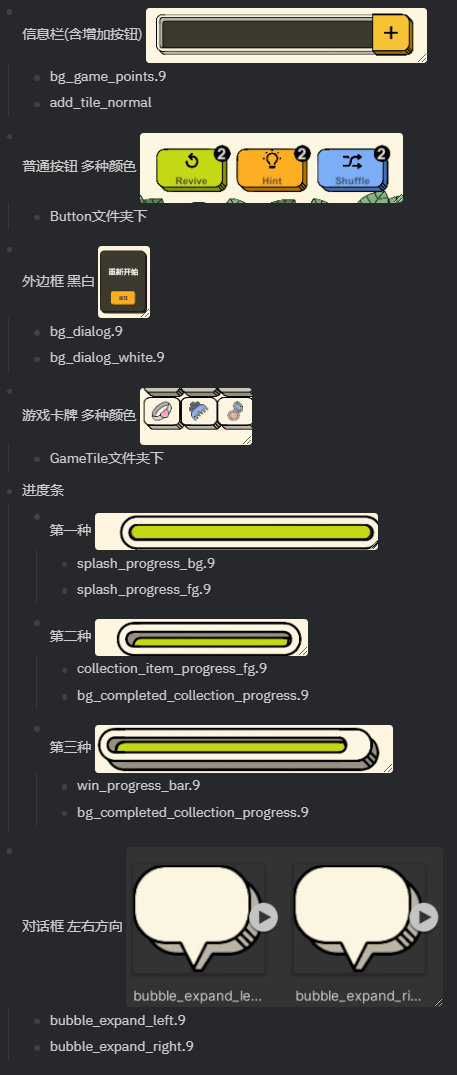 信息栏(含增加按钮)
+
bg_game_points.9
add_tile_normal
普通按钮 多种颜色
2 2 2
Revive Hint Shuffle
Button文件夹下
外边框 黑白
重新开始
bg_dialog.9
bg_dialog_white.9
游戏卡牌 多种颜色
GameTile文件夹下
进度条
第一种
splash_progress_bg.9
splash_progress_fg.9
第二种
collection_item_progress_fg.9
bg_completed_collection_progress.9
第三种
win_progress_bar.9
bg_completed_collection_progress.9
对话框 左右方向
bubble_expand_le... bubble_expand_ri...
bubble_expand_left.9
bubble_expand_right.9